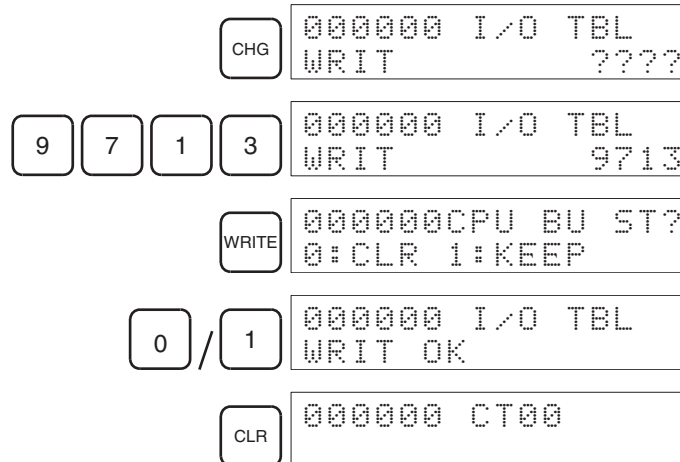 CHG
000000 I/O TBL
WRIT ????
9 7 1 3
000000 I/O TBL
WRIT 9713
WRITE
000000CPU BU ST?
0:CLR 1:KEEP
0 / 1
000000 I/O TBL
WRIT OK
CLR
000000 CT00